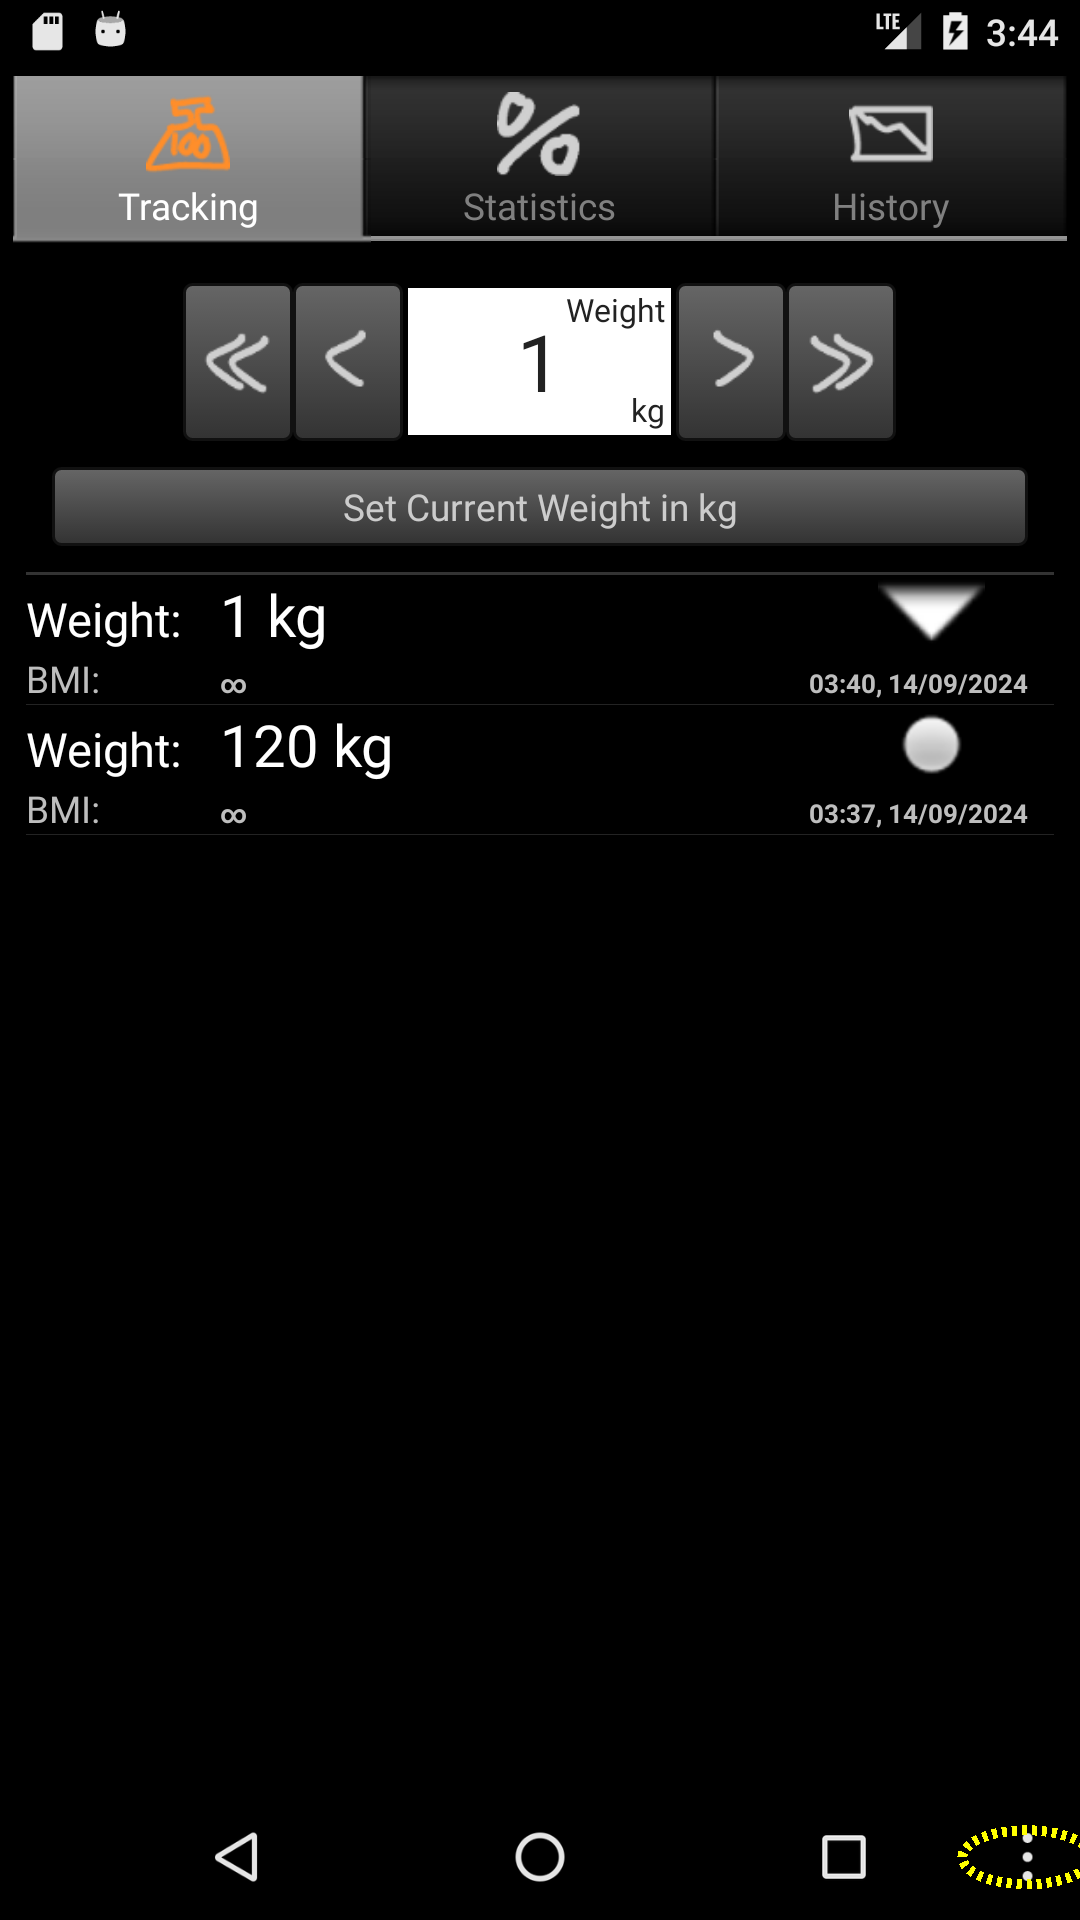 LTE 3:44
100
Tracking
Statistics
History
Weight
1
kg
Set Current Weight in kg
Weight: 1 kg
BMI: ∞ 03:40, 14/09/2024
Weight: 120 kg
BMI: ∞ 03:37, 14/09/2024